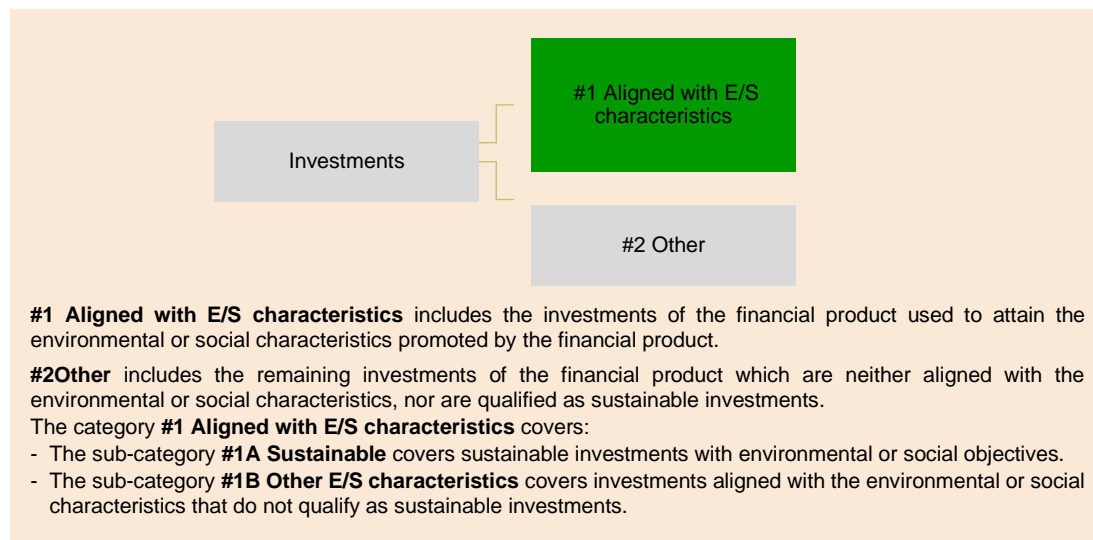 #1 Aligned with E/S
characteristics
Investments
#2 Other
#1 Aligned with E/S characteristics includes the investments of the financial product used to attain the
environmental or social characteristics promoted by the financial product.
#2Other includes the remaining investments of the financial product which are neither aligned with the
environmental or social characteristics, nor are qualified as sustainable investments.
The category #1 Aligned with E/S characteristics covers:
- The sub-category #1A Sustainable covers sustainable investments with environmental or social objectives.
- The sub-category #1B Other E/S characteristics covers investments aligned with the environmental or social
characteristics that do not qualify as sustainable investments.